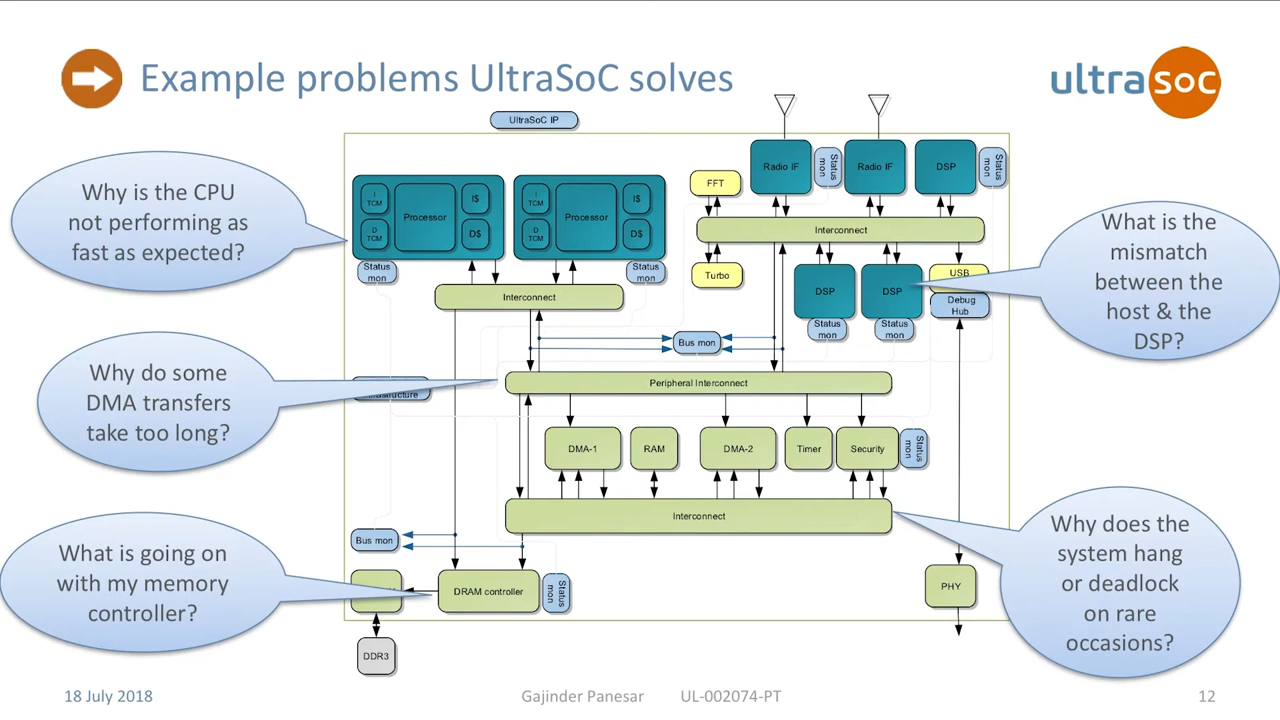 Example problems UltraSoC solves
ultrasoc
UltraSoC IP
Why is the CPU
not performing as
fast as expected?
I
TCM
D
TCM
Processor
I$
D$
Status
mon
I
TCM
D
TCM
Processor
I$
D$
Status
mon
Interconnect
FFT
Turbo
Radio IF
Status
mon
Radio IF
DSP
Status
mon
Interconnect
DSP
Status
mon
DSP
Status
mon
USB
Debug
Hub
What is the
mismatch
between the
host & the
DSP?
Bus mon
Why do some
DMA transfers
take too long?
Peripheral Interconnect
DMA-1
RAM
DMA-2
Timer
Security
Status
mon
Interconnect
Bus mon
What is going on
with my memory
controller?
DRAM controller
Status
mon
DDR3
PHY
Why does the
system hang
or deadlock
on rare
occasions?
18 July 2018
Gajinder Panesar
UL-002074-PT
12